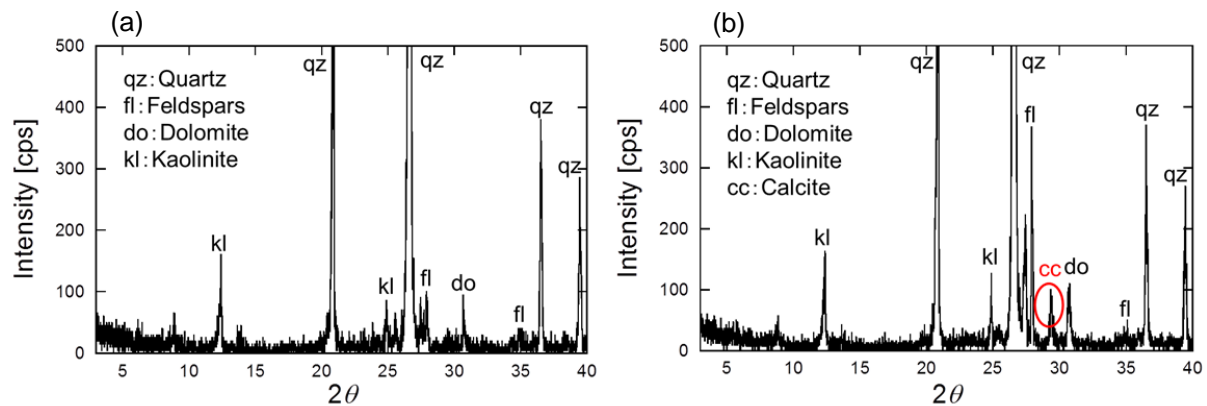 (a)
500
400
300
200
100
0
Intensity [cps]
qz:Quartz
fl:Feldspars
do:Dolomite
kl:Kaolinite
kl
qz
kl
qz
fl
do
fl
qz
qz
5 10 15 20 25 30 35 40
2θ
(b)
500
400
300
200
100
0
Intensity [cps]
qz:Quartz
fl:Feldspars
do:Dolomite
kl:Kaolinite
cc:Calcite
kl
qz
kl
qz
fl
cc
do
fl
qz
qz
5 10 15 20 25 30 35 40
2θ